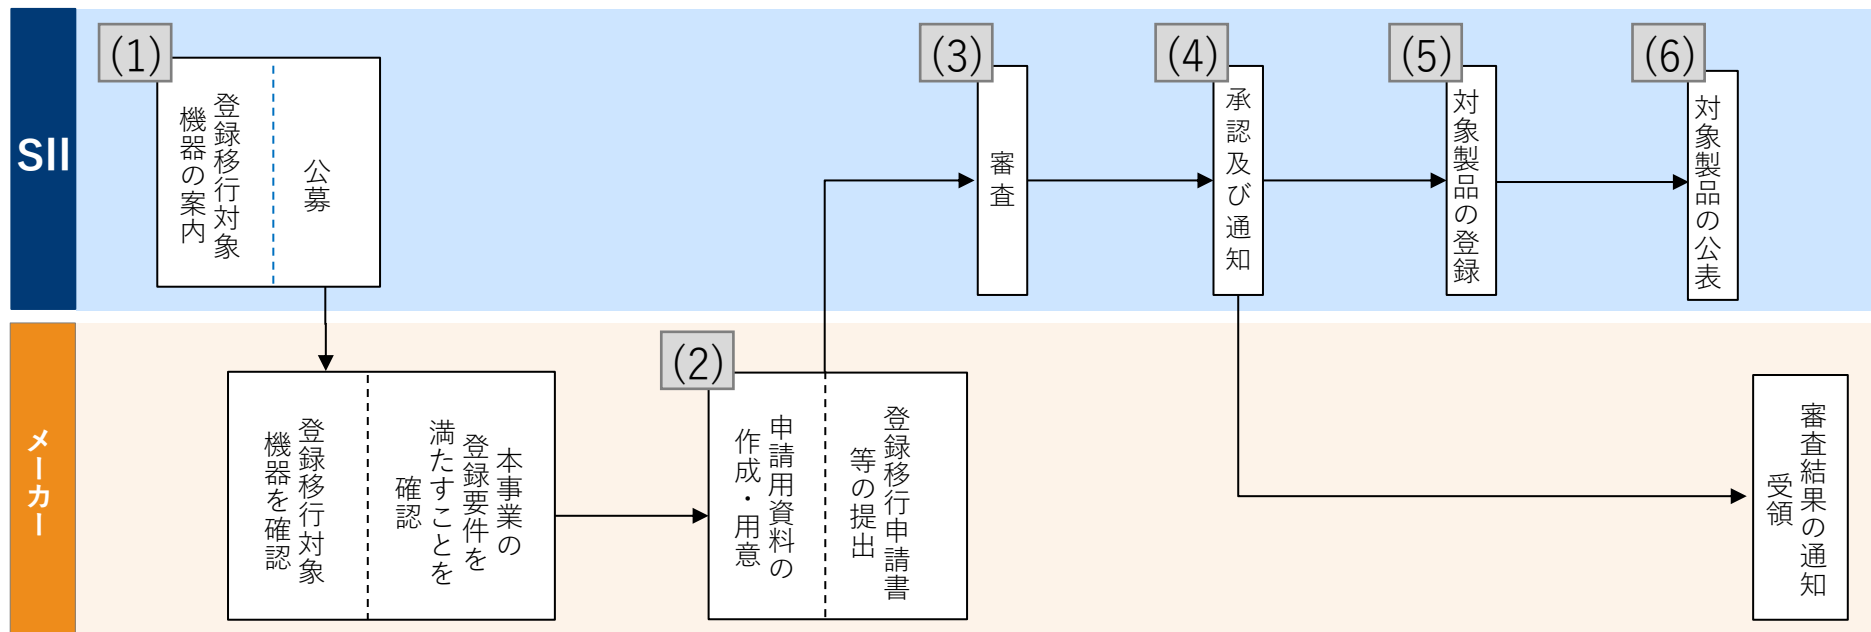 SII
(1)
登録移行対象
機器の案内
公募
(3)
審査
(4)
承認及び通知
(5)
対象製品の登録
(6)
対象製品の公表
メーカー
登録移行対象
機器を確認
本事業の
登録要件を
満たすことを
確認
(2)
申請用資料の
作成・用意
登録移行申請書
等の提出
審査結果の通知
受領